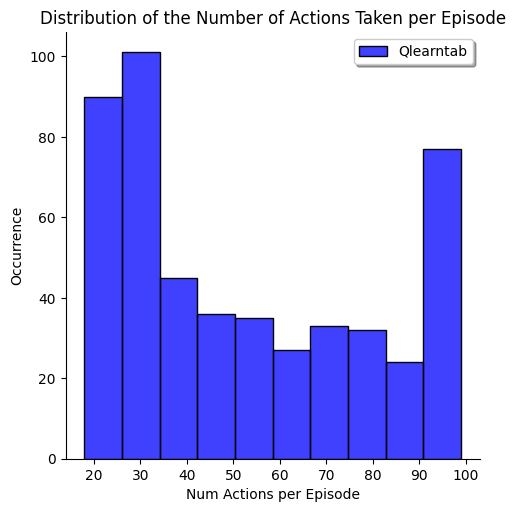 Distribution of the Number of Actions Taken per Episode
Qlearntab
Occurrence
100
80
60
40
20
0
20 30 40 50 60 70 80 90 100
Num Actions per Episode